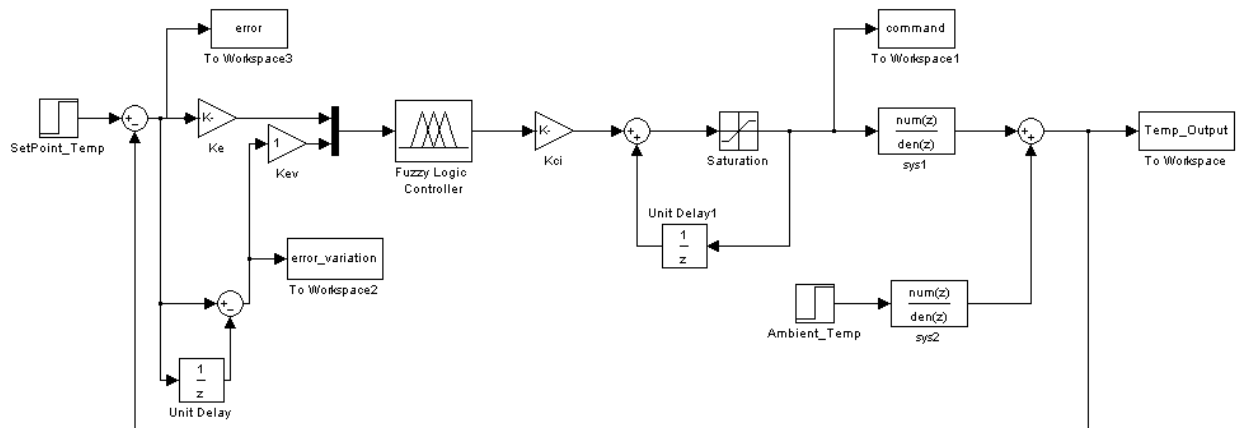 error
To Workspace3
command
To Workspace1
SetPoint_Temp
+
−
K-
Ke
1
Kev
Fuzzy Logic
Controller
K-
Kci
+
+
Saturation
num(z)
den(z)
sys1
+
+
Temp_Output
To Workspace
Unit Delay1
1
z
error_variation
To Workspace2
+
−
Ambient_Temp
num(z)
den(z)
sys2
1
z
Unit Delay